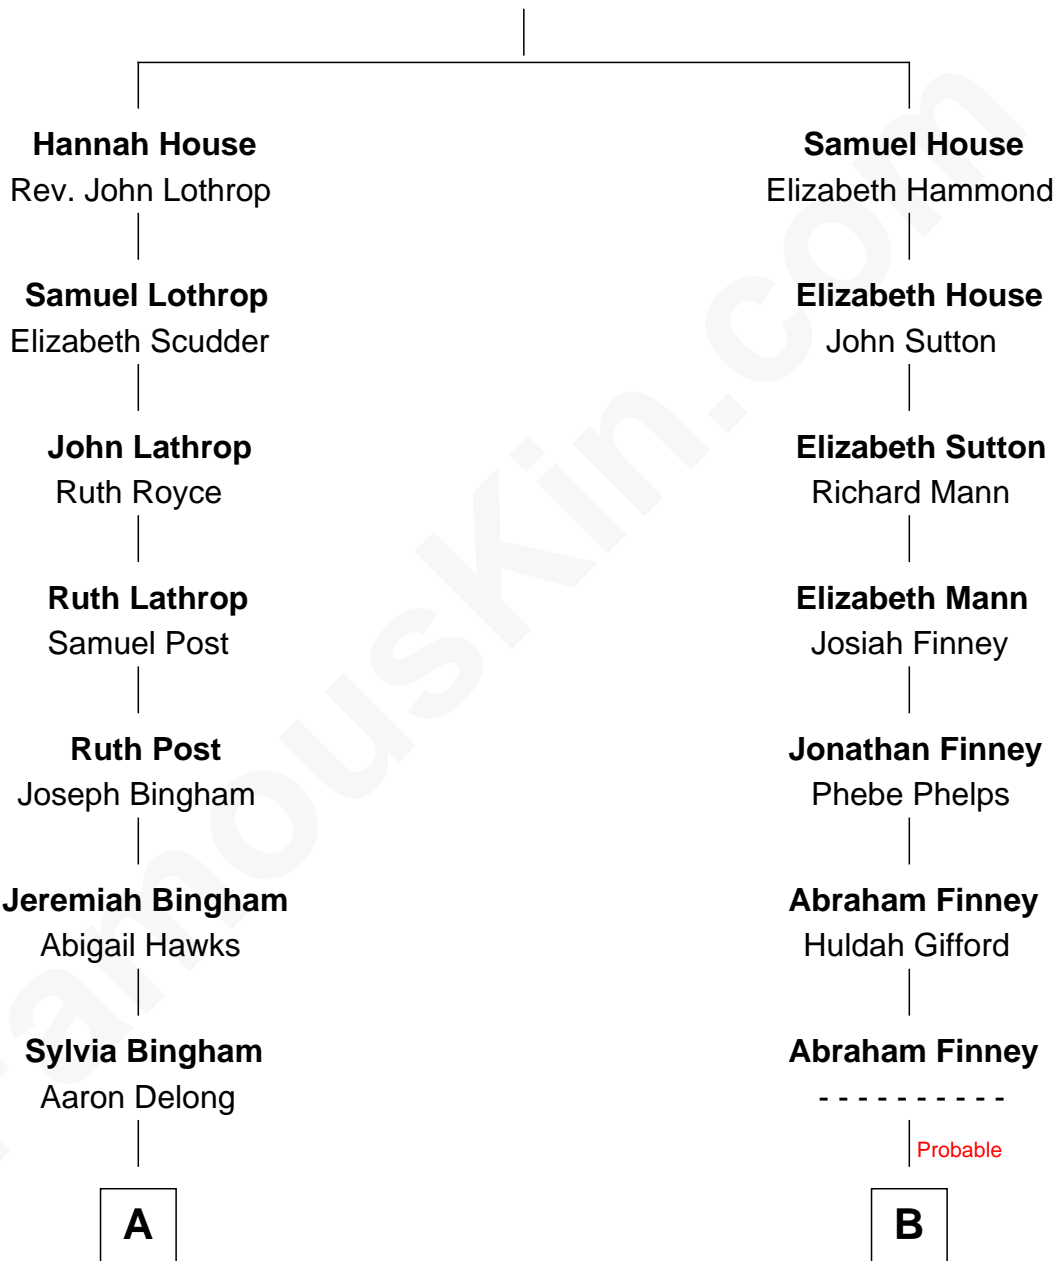 Hannah House
Rev. John Lothrop
Samuel Lothrop
Elizabeth Scudder
John Lathrop
Ruth Royce
Ruth Lathrop
Samuel Post
Ruth Post
Joseph Bingham
Jeremiah Bingham
Abigail Hawks
Sylvia Bingham
Aaron Delong
A
Samuel House
Elizabeth Hammond
Elizabeth House
John Sutton
Elizabeth Sutton
Richard Mann
Elizabeth Mann
Josiah Finney
Jonathan Finney
Phebe Phelps
Abraham Finney
Huldah Gifford
Abraham Finney
- - - - - - - - - -
Probable
B
FamousKin.com